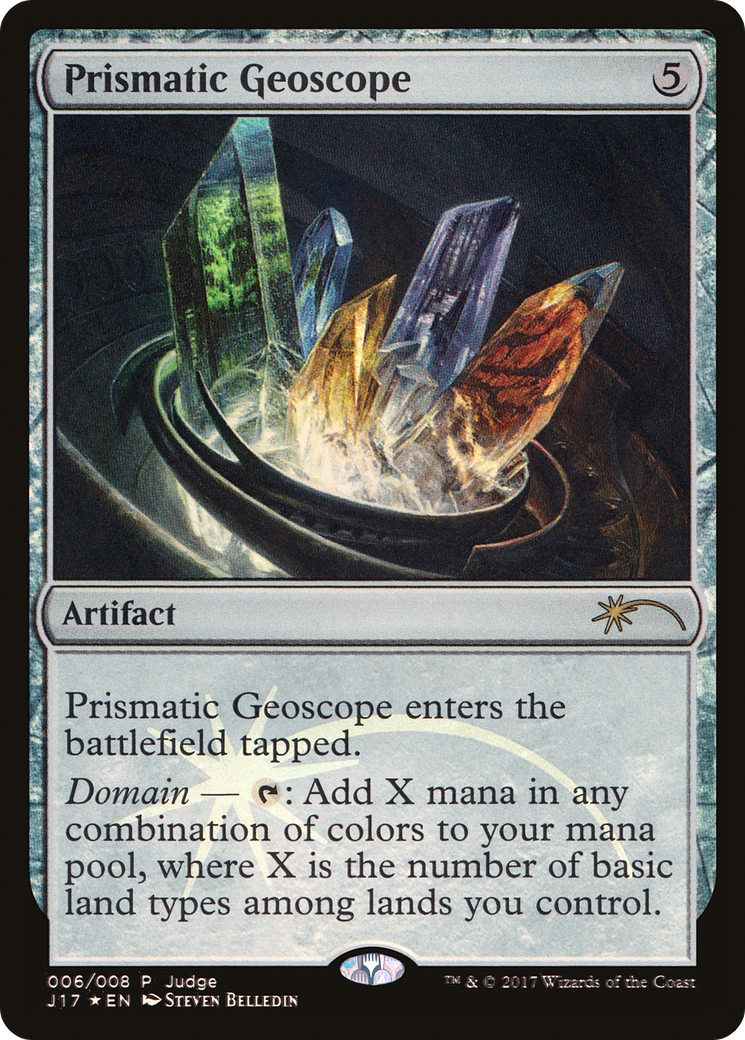 Prismatic Geoscope 5
Artifact
Prismatic Geoscope enters the
battlefield tapped.
Domain — : Add X mana in any
combination of colors to your mana
pool, where X is the number of basic
land types among lands you control.
006/008 P Judge
™ & © 2017 Wizards of the Coast
J17 ★ EN Steven Belledin